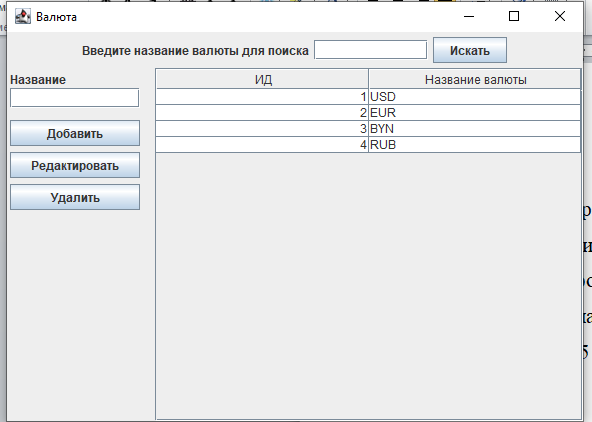 Валюта
Введите название валюты для поиска Искать
Название
ИД Название валюты
1 USD
2 EUR
3 BYN
4 RUB
Добавить
Редактировать
Удалить